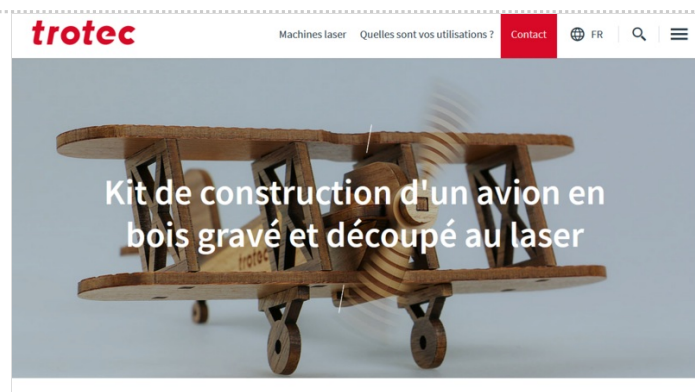 trotec
Machines laser Quelles sont vos utilisations ? Contact FR
Kit de construction d'un avion en
bois gravé et découpé au laser
trotec